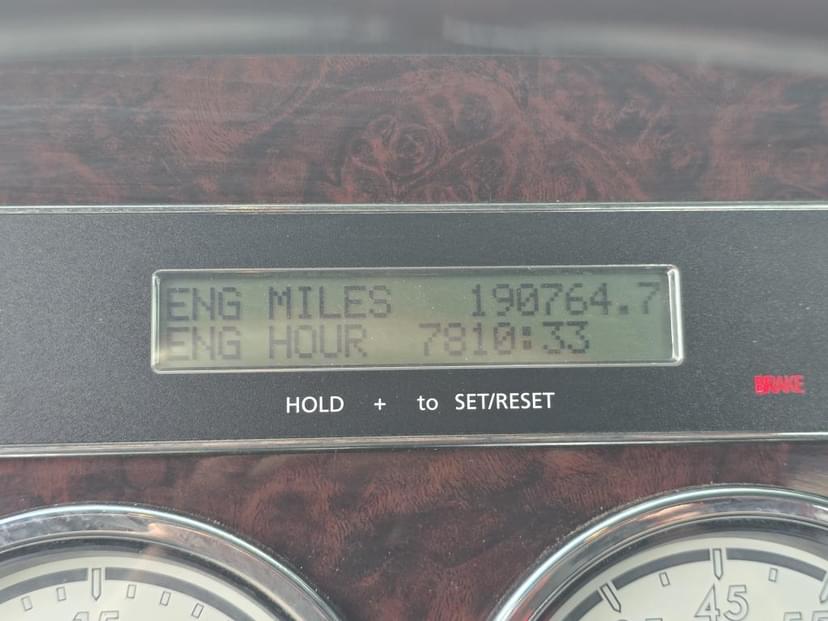 ENG MILES 190764.7
ENG HOUR 7810:33
HOLD + to SET/RESET
BRAKE
45